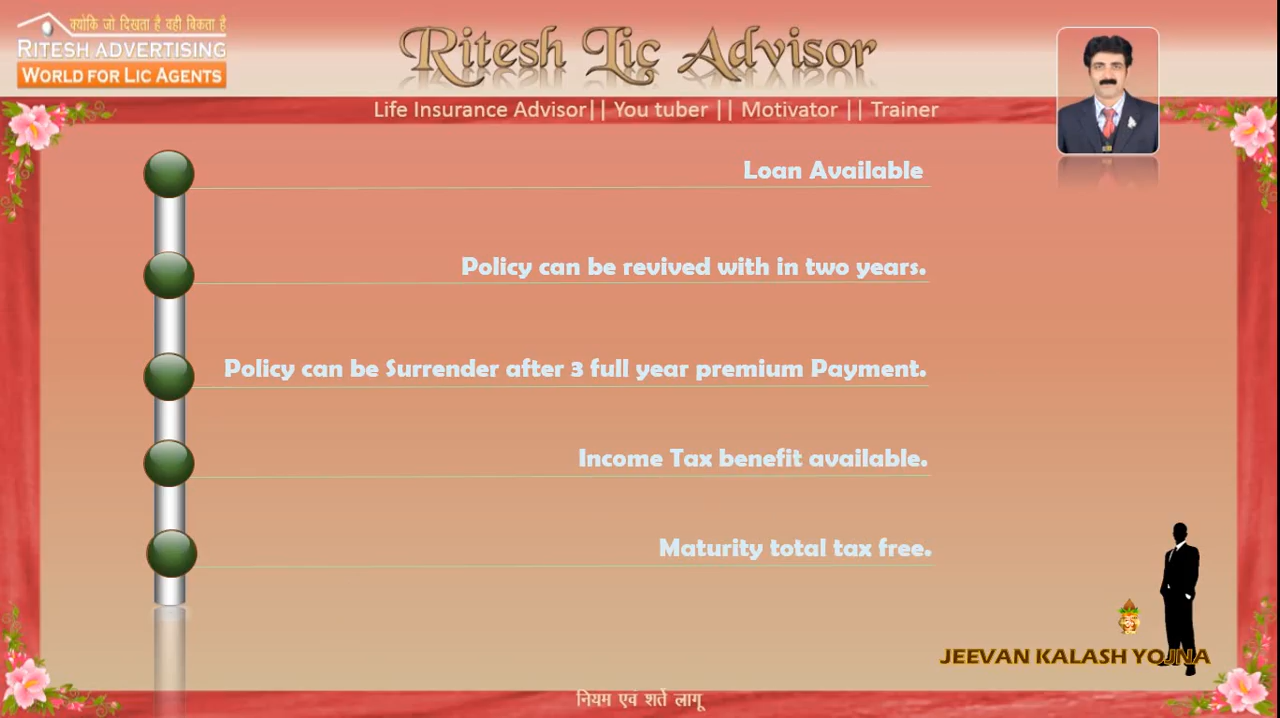 क्योकि जो दिखता है वही बिकता है
RITESH ADVERTISING
WORLD FOR LIC AGENTS
Ritesh Lic Advisor
Life Insurance Advisor|| You tuber || Motivator || Trainer
Loan Available
Policy can be revived with in two years.
Policy can be Surrender after 3 full year premium Payment.
Income Tax benefit available.
Maturity total tax free.
JEEVAN KALASH YOJNA
नियम एवं शर्ते लागू